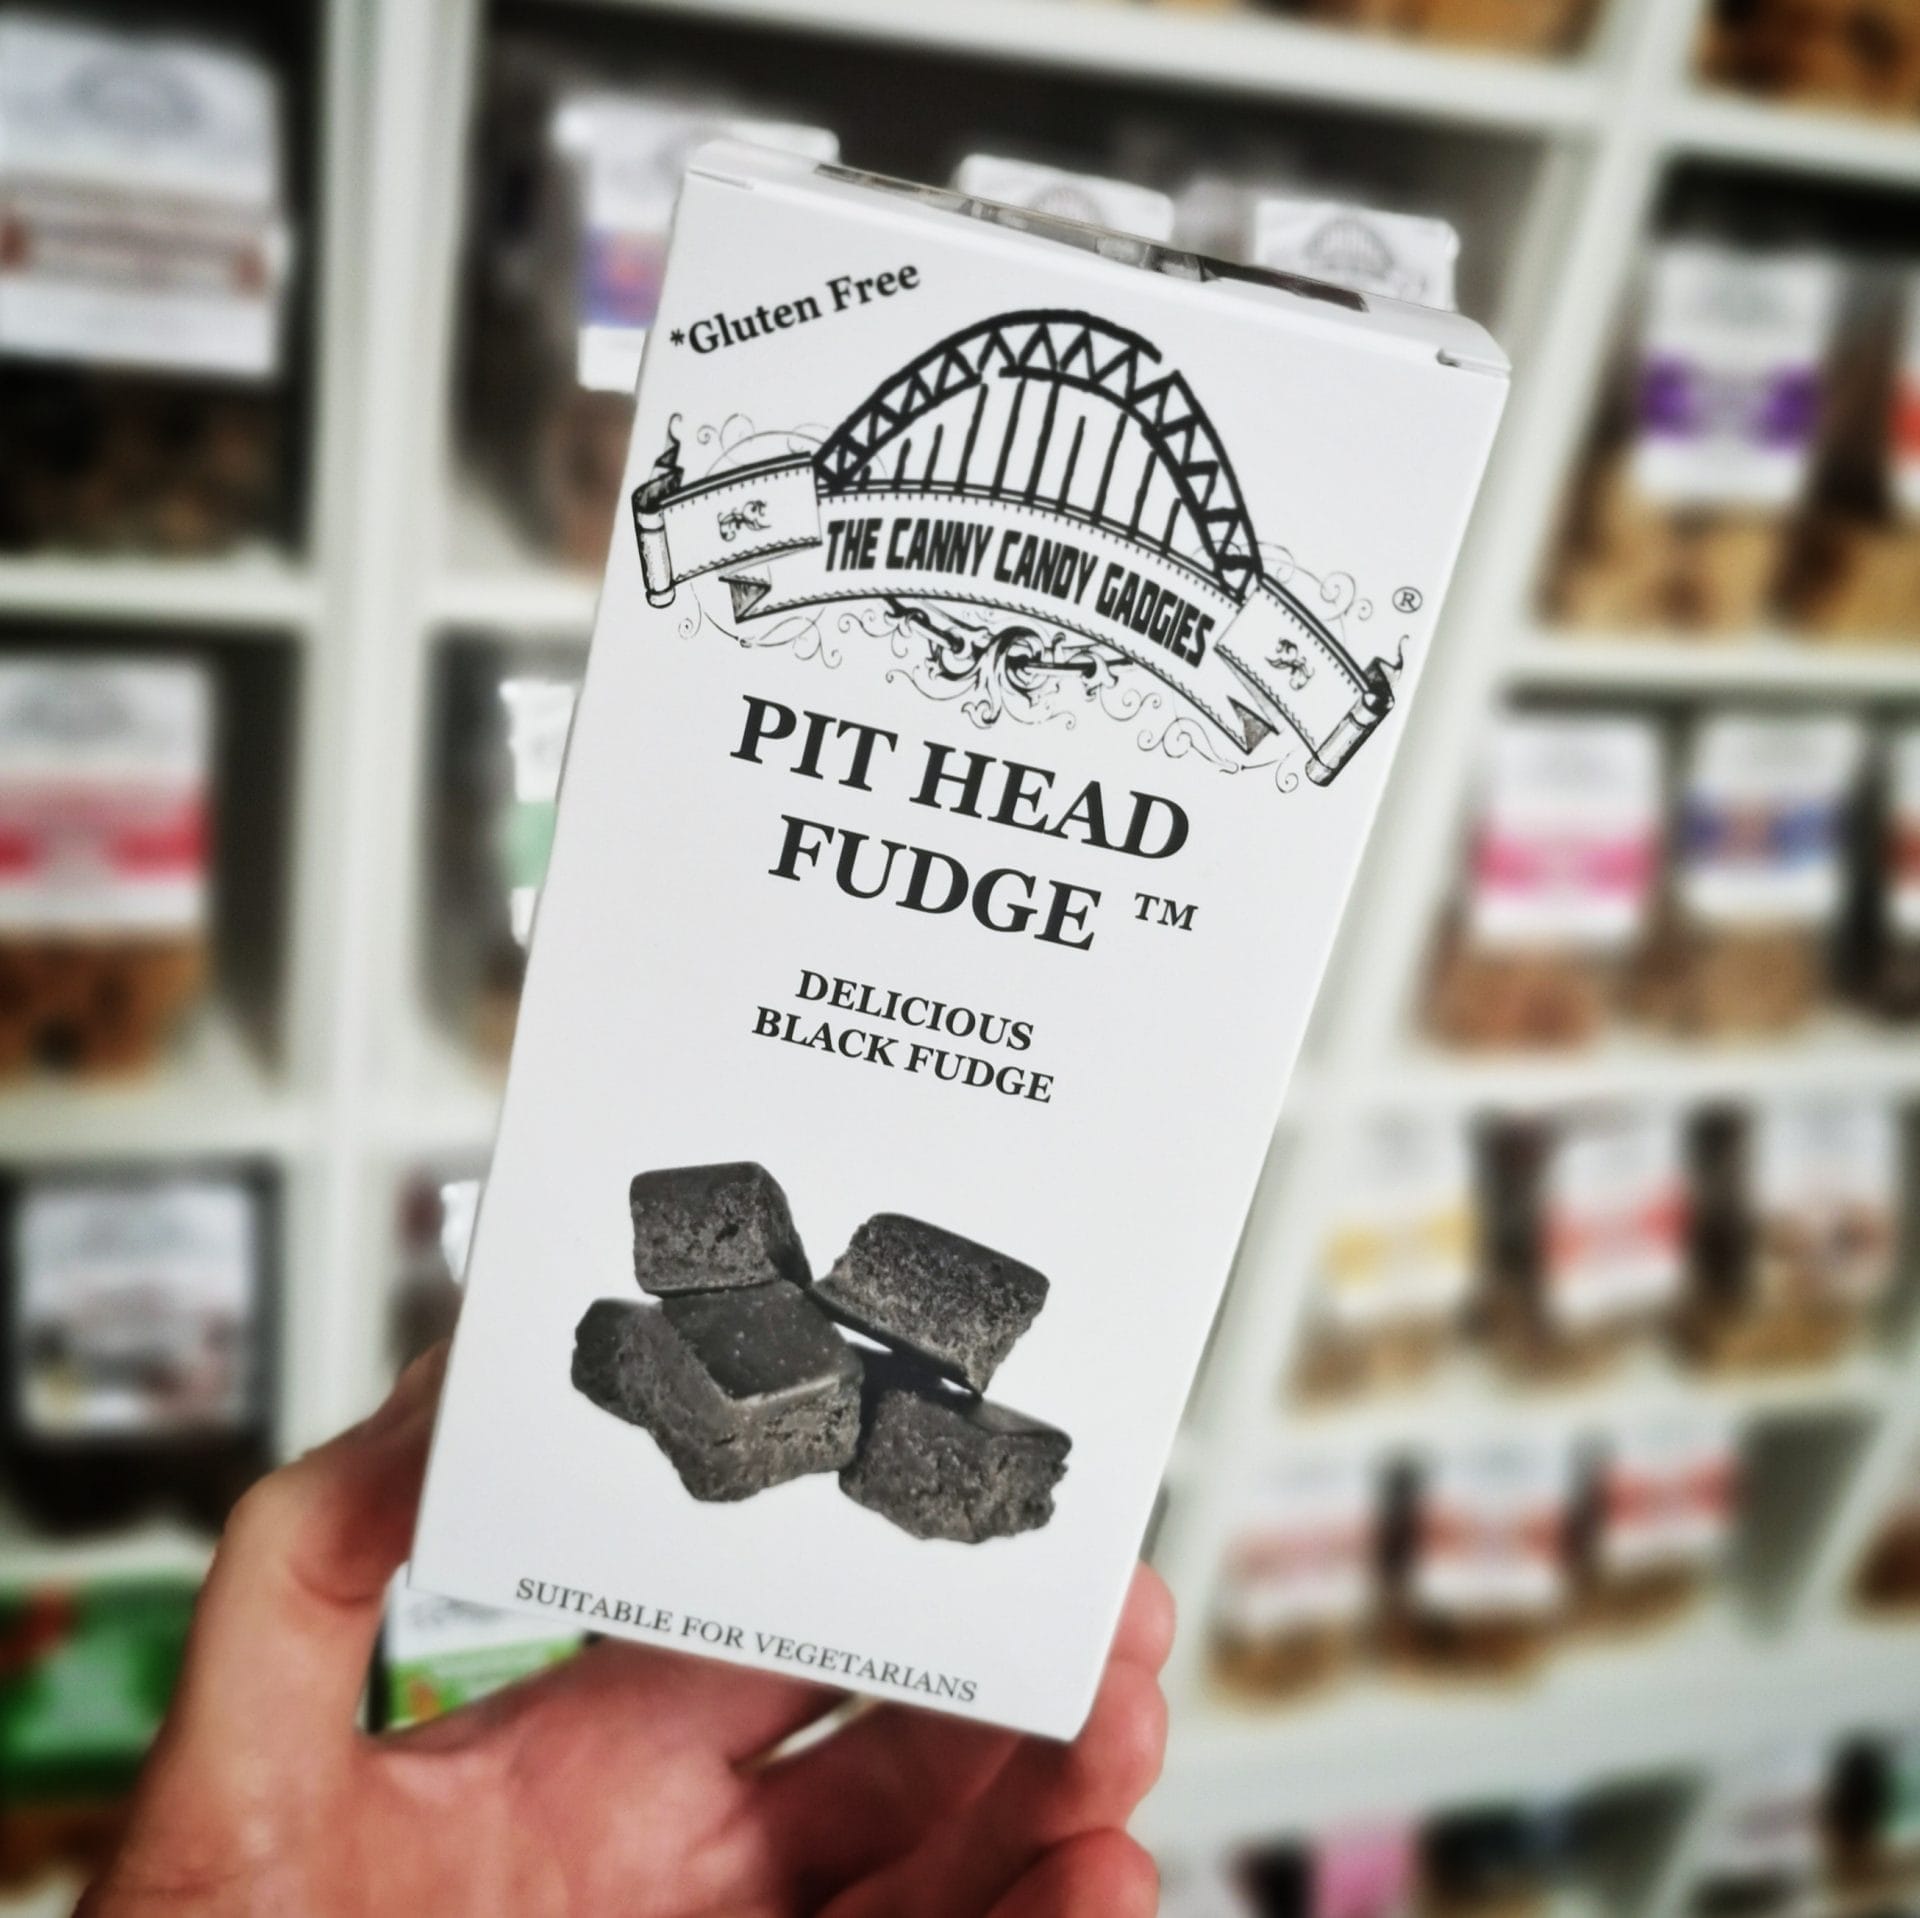 *Gluten Free
THE CANNY CANDY GADGIES
®
PIT HEAD
FUDGE ™
DELICIOUS
BLACK FUDGE
SUITABLE FOR VEGETARIANS